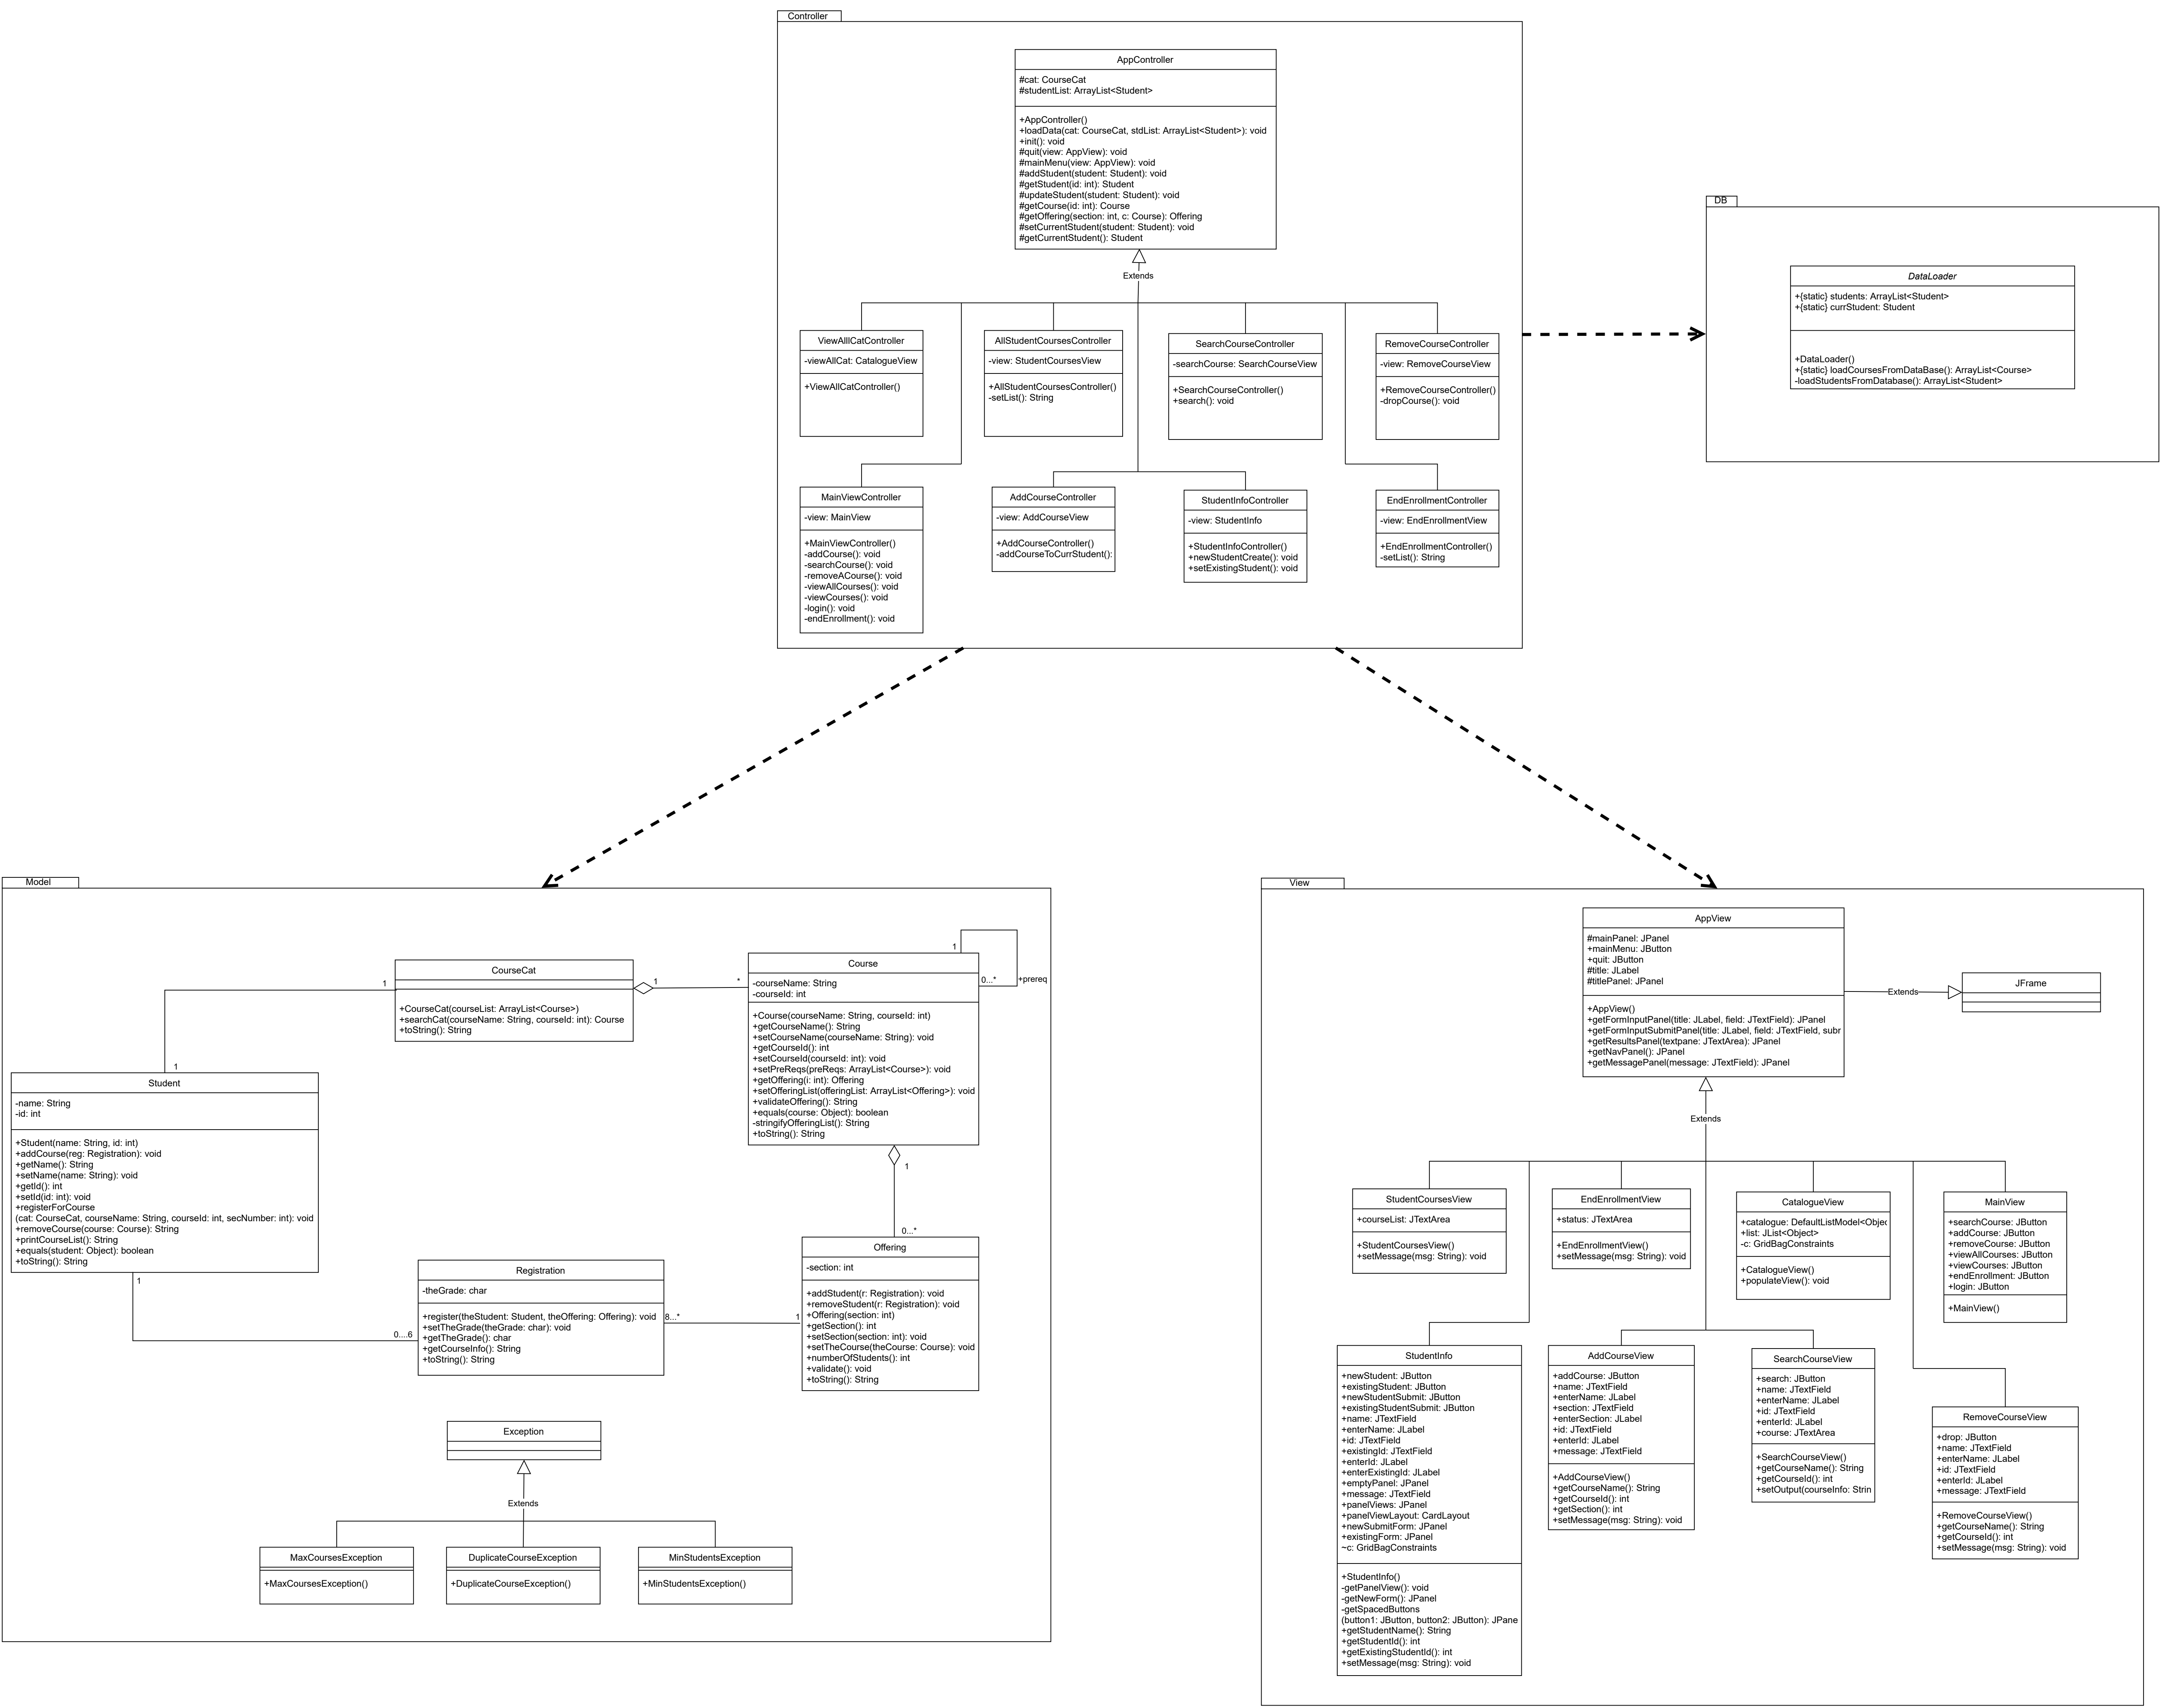 Controller
AppController
#cat: CourseCat
#studentList: ArrayList<Student>
+AppController()
+loadData(cat: CourseCat, stdList: ArrayList<Student>): void
+init(): void
#quit(view: AppView): void
#mainMenu(view: AppView): void
#addStudent(student: Student): void
#getStudent(id: int): Student
#updateStudent(student: Student): void
#getCourse(id: int): Course
#getOffering(section: int, c: Course): Offering
#setCurrentStudent(student: Student): void
#getCurrentStudent(): Student
Extends
ViewAlllCatController
-viewAllCat: CatalogueView
+ViewAllCatController()
AllStudentCoursesController
-view: StudentCoursesView
+AllStudentCoursesController()
-setList(): String
SearchCourseController
-searchCourse: SearchCourseView
+SearchCourseController()
+search(): void
RemoveCourseController
-view: RemoveCourseView
+RemoveCourseController()
-dropCourse(): void
MainViewController
-view: MainView
+MainViewController()
-addCourse(): void
-searchCourse(): void
-removeACourse(): void
-viewAllCourses(): void
-viewCourses(): void
-login(): void
-endEnrollment(): void
AddCourseController
-view: AddCourseView
+AddCourseController()
-addCourseToCurrStudent():
StudentInfoController
-view: StudentInfo
+StudentInfoController()
+newStudentCreate(): void
+setExistingStudent(): void
EndEnrollmentController
-view: EndEnrollmentView
+EndEnrollmentController()
-setList(): String
DB
DataLoader
+{static} students: ArrayList<Student>
+{static} currStudent: Student
+DataLoader()
+{static} loadCoursesFromDataBase(): ArrayList<Course>
-loadStudentsFromDatabase(): ArrayList<Student>
Model
CourseCat
+CourseCat(courseList: ArrayList<Course>)
+searchCat(courseName: String, courseId: int): Course
+toString(): String
1
1
1
*
Course
-courseName: String
-courseId: int
+Course(courseName: String, courseId: int)
+getCourseName(): String
+setCourseName(courseName: String): void
+getCourseId(): int
+setCourseId(courseId: int): void
+setPreReqs(preReqs: ArrayList<Course>): void
+getOffering(i: int): Offering
+setOfferingList(offeringList: ArrayList<Offering>): void
+validateOffering(): String
+equals(course: Object): boolean
-stringifyOfferingList(): String
+toString(): String
1
0...*
+prereq
1
0...*
Student
-name: String
-id: int
+Student(name: String, id: int)
+addCourse(reg: Registration): void
+getName(): String
+setName(name: String): void
+getId(): int
+setId(id: int): void
+registerForCourse
(cat: CourseCat, courseName: String, courseId: int, secNumber: int): void
+removeCourse(course: Course): String
+printCourseList(): String
+equals(student: Object): boolean
+toString(): String
1
0....6
Registration
-theGrade: char
+register(theStudent: Student, theOffering: Offering): void
+setTheGrade(theGrade: char): void
+getTheGrade(): char
+getCourseInfo(): String
+toString(): String
8...*
1
Offering
-section: int
+addStudent(r: Registration): void
+removeStudent(r: Registration): void
+Offering(section: int)
+getSection(): int
+setSection(section: int): void
+setTheCourse(theCourse: Course): void
+numberOfStudents(): int
+validate(): void
+toString(): String
Exception
Extends
MaxCoursesException
+MaxCoursesException()
DuplicateCourseException
+DuplicateCourseException()
MinStudentsException
+MinStudentsException()
View
AppView
#mainPanel: JPanel
+mainMenu: JButton
+quit: JButton
#title: JLabel
#titlePanel: JPanel
+AppView()
+getFormInputPanel(title: JLabel, field: JTextField): JPanel
+getFormInputSubmitPanel(title: JLabel, field: JTextField, subr
+getResultsPanel(textpane: JTextArea): JPanel
+getNavPanel(): JPanel
+getMessagePanel(message: JTextField): JPanel
Extends
JFrame
Extends
StudentCoursesView
+courseList: JTextArea
+StudentCoursesView()
+setMessage(msg: String): void
EndEnrollmentView
+status: JTextArea
+EndEnrollmentView()
+setMessage(msg: String): void
CatalogueView
+catalogue: DefaultListModel<Objec
+list: JList<Object>
-c: GridBagConstraints
+CatalogueView()
+populateView(): void
MainView
+searchCourse: JButton
+addCourse: JButton
+removeCourse: JButton
+viewAllCourses: JButton
+viewCourses: JButton
+endEnrollment: JButton
+login: JButton
+MainView()
StudentInfo
+newStudent: JButton
+existingStudent: JButton
+newStudentSubmit: JButton
+existingStudentSubmit: JButton
+name: JTextField
+enterName: JLabel
+id: JTextField
+existingId: JTextField
+enterId: JLabel
+enterExistingId: JLabel
+emptyPanel: JPanel
+message: JTextField
+panelViews: JPanel
+panelViewLayout: CardLayout
+newSubmitForm: JPanel
+existingForm: JPanel
~c: GridBagConstraints
+StudentInfo()
-getPanelView(): void
-getNewForm(): JPanel
-getSpacedButtons
(button1: JButton, button2: JButton): JPane
+getStudentName(): String
+getStudentId(): int
+getExistingStudentId(): int
+setMessage(msg: String): void
AddCourseView
+addCourse: JButton
+name: JTextField
+enterName: JLabel
+section: JTextField
+enterSection: JLabel
+id: JTextField
+enterId: JLabel
+message: JTextField
+AddCourseView()
+getCourseName(): String
+getCourseId(): int
+getSection(): int
+setMessage(msg: String): void
SearchCourseView
+search: JButton
+name: JTextField
+enterName: JLabel
+id: JTextField
+enterId: JLabel
+course: JTextArea
+SearchCourseView()
+getCourseName(): String
+getCourseId(): int
+setOutput(courseInfo: Strin
RemoveCourseView
+drop: JButton
+name: JTextField
+enterName: JLabel
+id: JTextField
+enterId: JLabel
+message: JTextField
+RemoveCourseView()
+getCourseName(): String
+getCourseId(): int
+setMessage(msg: String): void